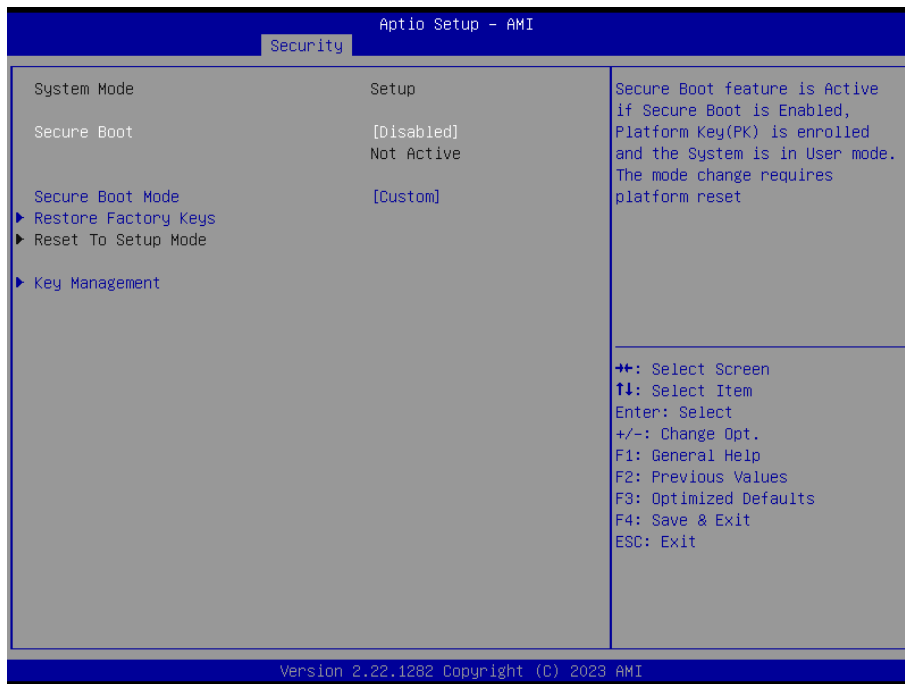 Aptio Setup – AMI
Security
System Mode Setup
Secure Boot [Disabled]
Not Active
Secure Boot Mode [Custom]
▶ Restore Factory Keys
▶ Reset To Setup Mode
▶ Key Management
Secure Boot feature is Active
if Secure Boot is Enabled,
Platform Key(PK) is enrolled
and the System is in User mode.
The mode change requires
platform reset
→←: Select Screen
↑↓: Select Item
Enter: Select
+/-: Change Opt.
F1: General Help
F2: Previous Values
F3: Optimized Defaults
F4: Save & Exit
ESC: Exit
Version 2.22.1282 Copyright (C) 2023 AMI